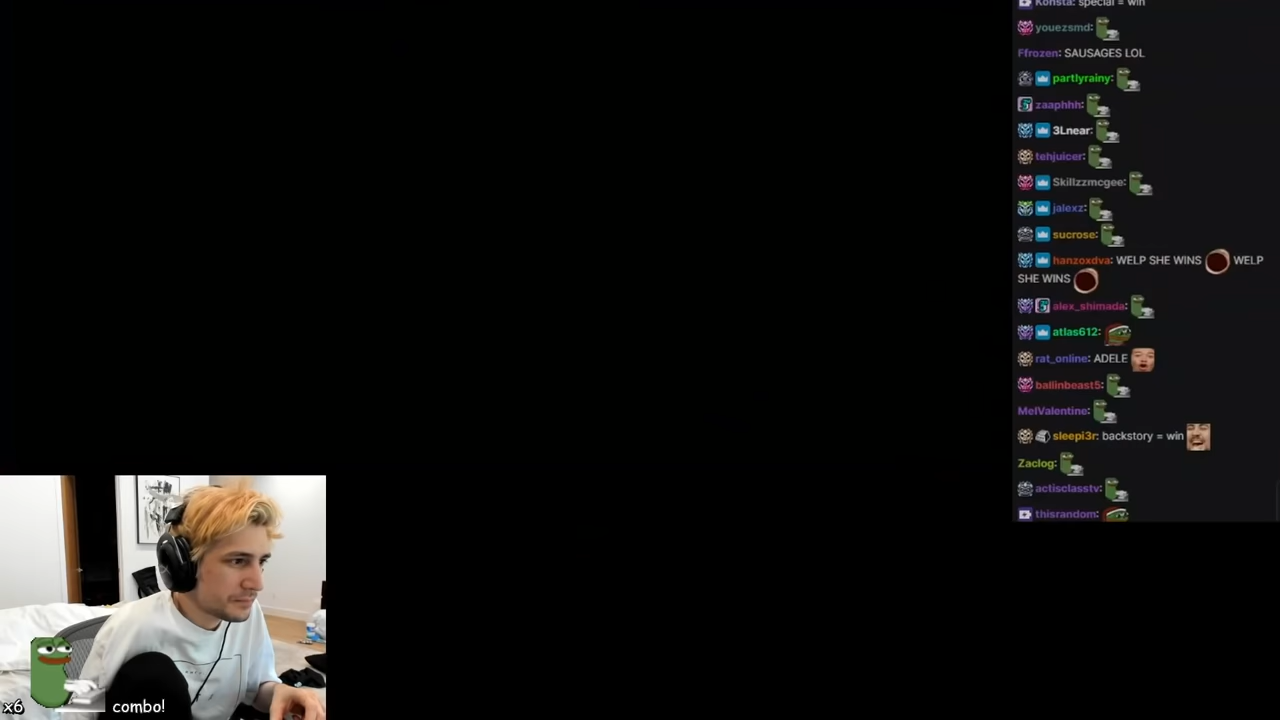 Konsta: special = win
youezsmd:
Ffrozen: SAUSAGES LOL
partlyrainy:
zaaphhh:
3Lnear:
tehjuicer:
Skillzzmcgee:
jalexz:
sucrose:
hanzoxdva: WELP SHE WINS WELP
SHE WINS
alex_shimada:
atlas612:
rat_online: ADELE
ballinbeast5:
MelValentine:
sleepi3r: backstory = win
Zaclog:
actisclasstv:
thisrandom:
x6 combo!